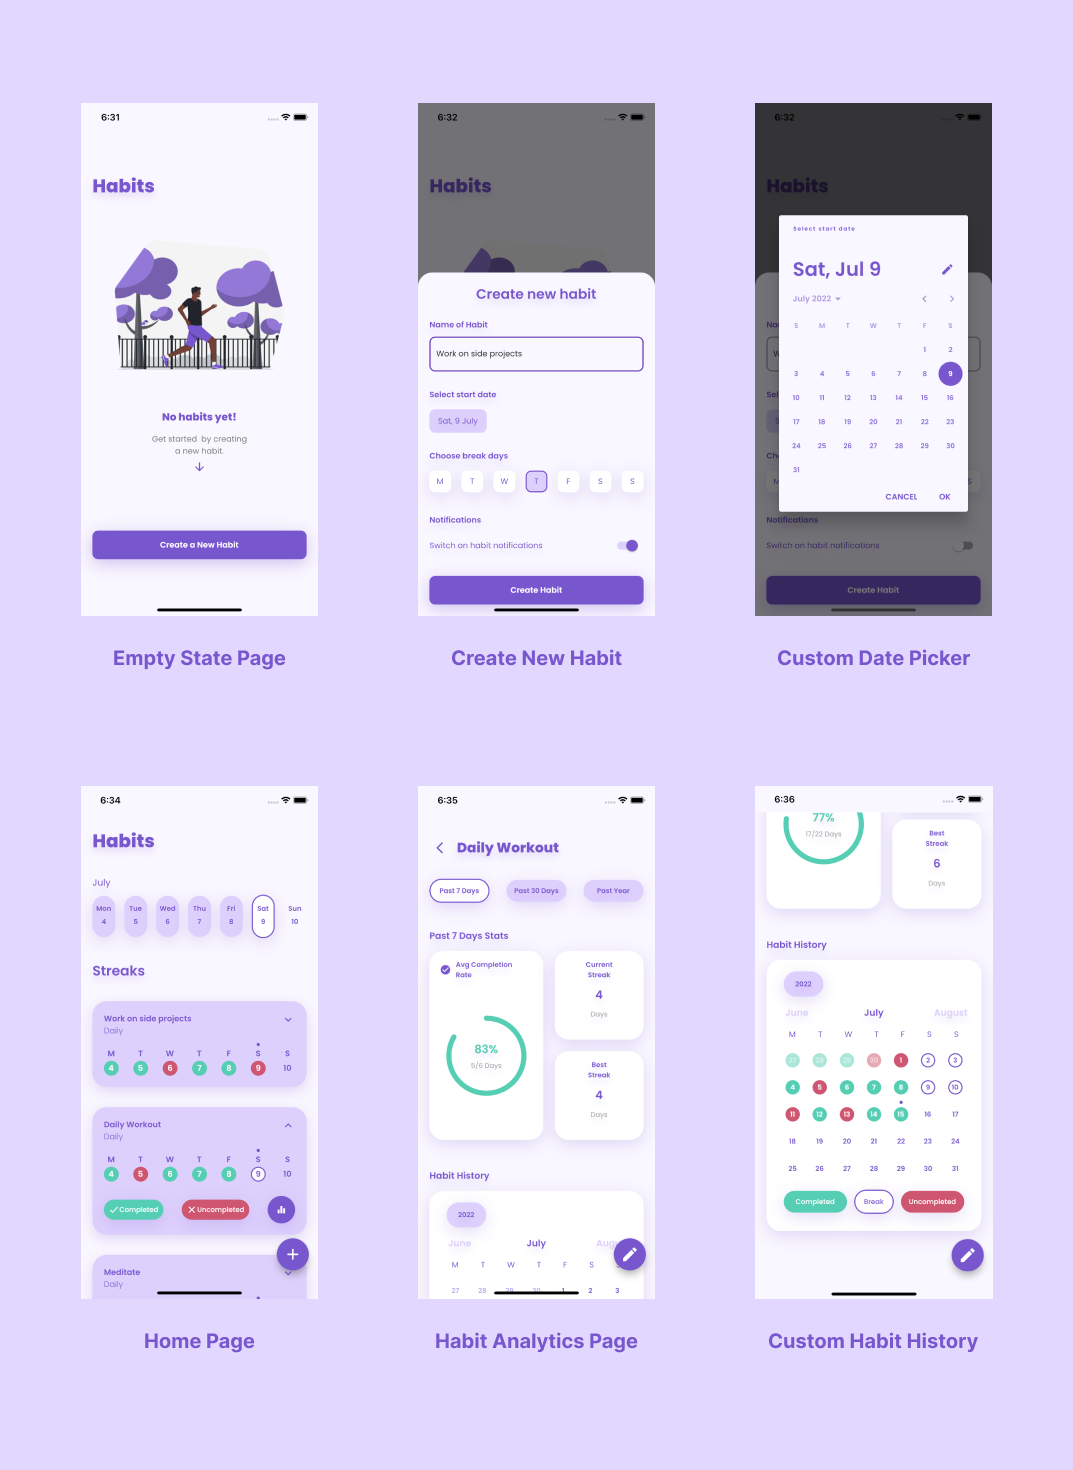 6:31
Habits
No habits yet!
Get started  by creating
a new habit.
Create a New Habit
Empty State Page
6:32
Habits
Create new habit
Name of Habit
Work on side projects
Select start date
Sat, 9 July
Choose break days
M T W T F S S
Notifications
Switch on habit notifications
Create Habit
Create New Habit
6:32
Habits
Select start date
Sat, Jul 9
July 2022
S M T W T F S
1 2
3 4 5 6 7 8 9
10 11 12 13 14 15 16
17 18 19 20 21 22 23
24 25 26 27 28 29 30
31
CANCEL OK
Notifications
Switch on habit notifications
Create Habit
Custom Date Picker
6:34
Habits
July
Mon Tue Wed Thu Fri Sat Sun
4 5 6 7 8 9 10
Streaks
Work on side projects
Daily
M T W T F S S
4 5 6 7 8 9 10
Daily Workout
Daily
M T W T F S S
4 5 6 7 8 9 10
Completed Uncompleted
Meditate
Daily
Home Page
6:35
Daily Workout
Past 7 Days Past 30 Days Past Year
Past 7 Days Stats
Avg Completion
Rate
83%
5/6 Days
Current
Streak
4
Days
Best
Streak
4
Days
Habit History
2022
June July
M T W T F S
27 28 29 30 1 2 3
Habit Analytics Page
6:36
77%
17/22 Days
Best
Streak
6
Days
Habit History
2022
June July August
M T W T F S S
27 28 29 30 1 2 3
4 5 6 7 8 9 10
11 12 13 14 15 16 17
18 19 20 21 22 23 24
25 26 27 28 29 30 31
Completed Break Uncompleted
Custom Habit History